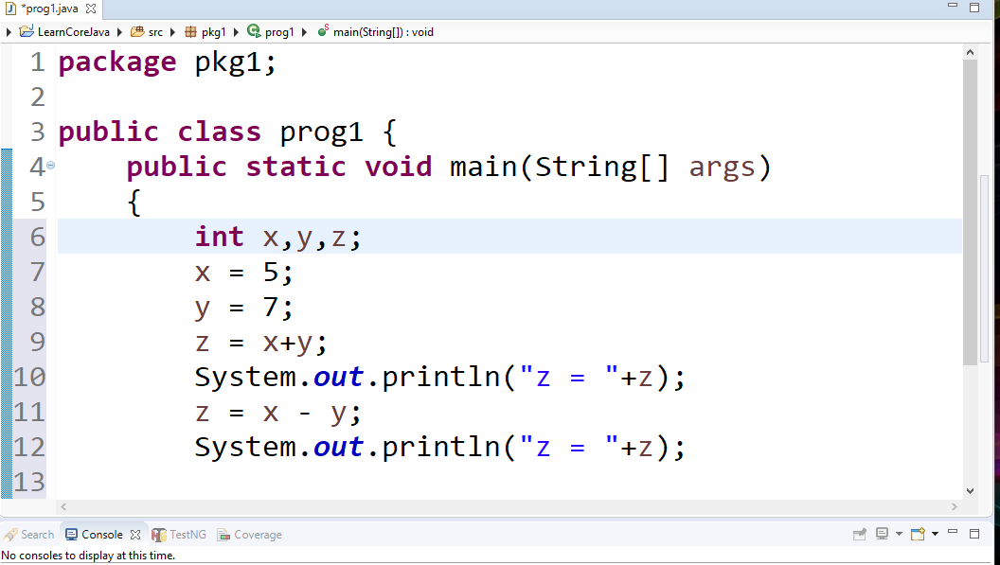 *prog1.java
LearnCoreJava src pkg1 prog1 main(String[]) : void
1 package pkg1;
2
3 public class prog1 {
4 public static void main(String[] args)
5 {
6 int x,y,z;
7 x = 5;
8 y = 7;
9 z = x+y;
10 System.out.println("z = "+z);
11 z = x - y;
12 System.out.println("z = "+z);
13
Search Console TestNG Coverage
No consoles to display at this time.